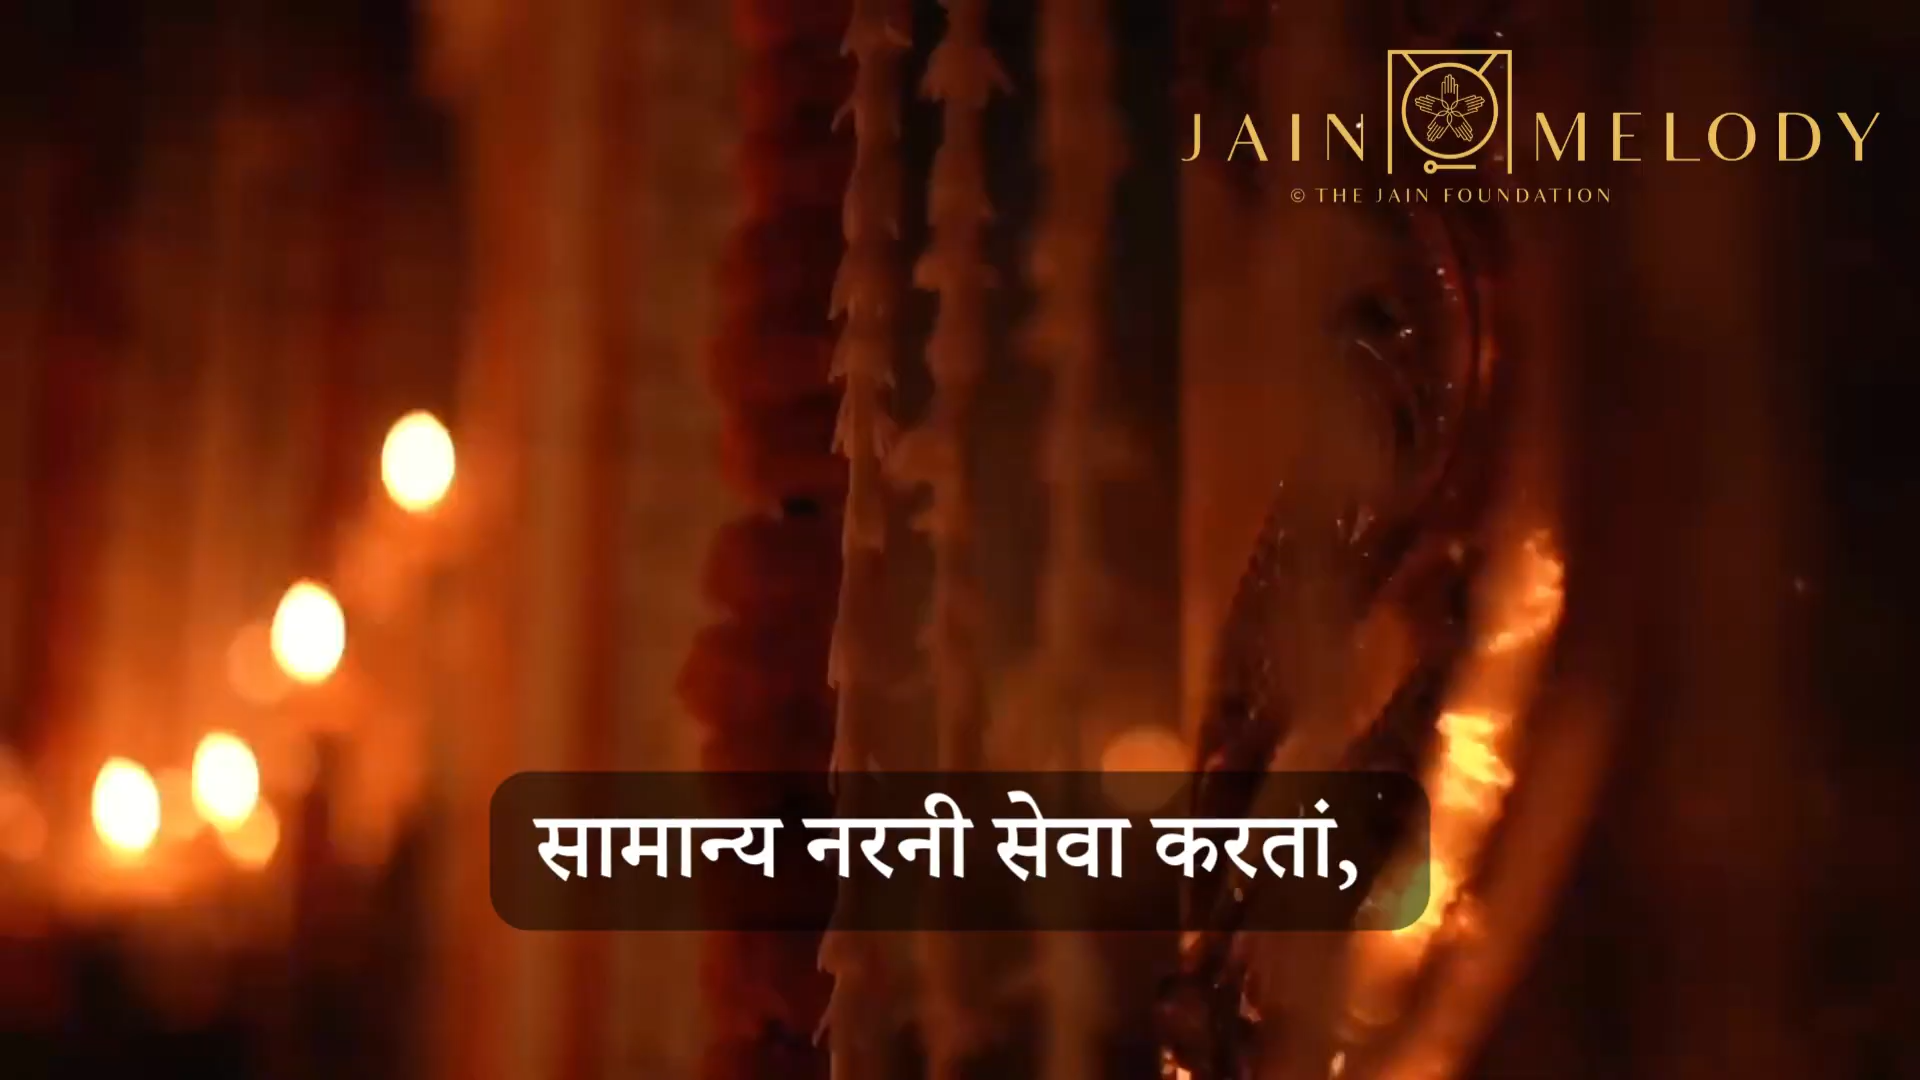 JAIN MELODY
© THE JAIN FOUNDATION
सामान्य नरनी सेवा करतां,